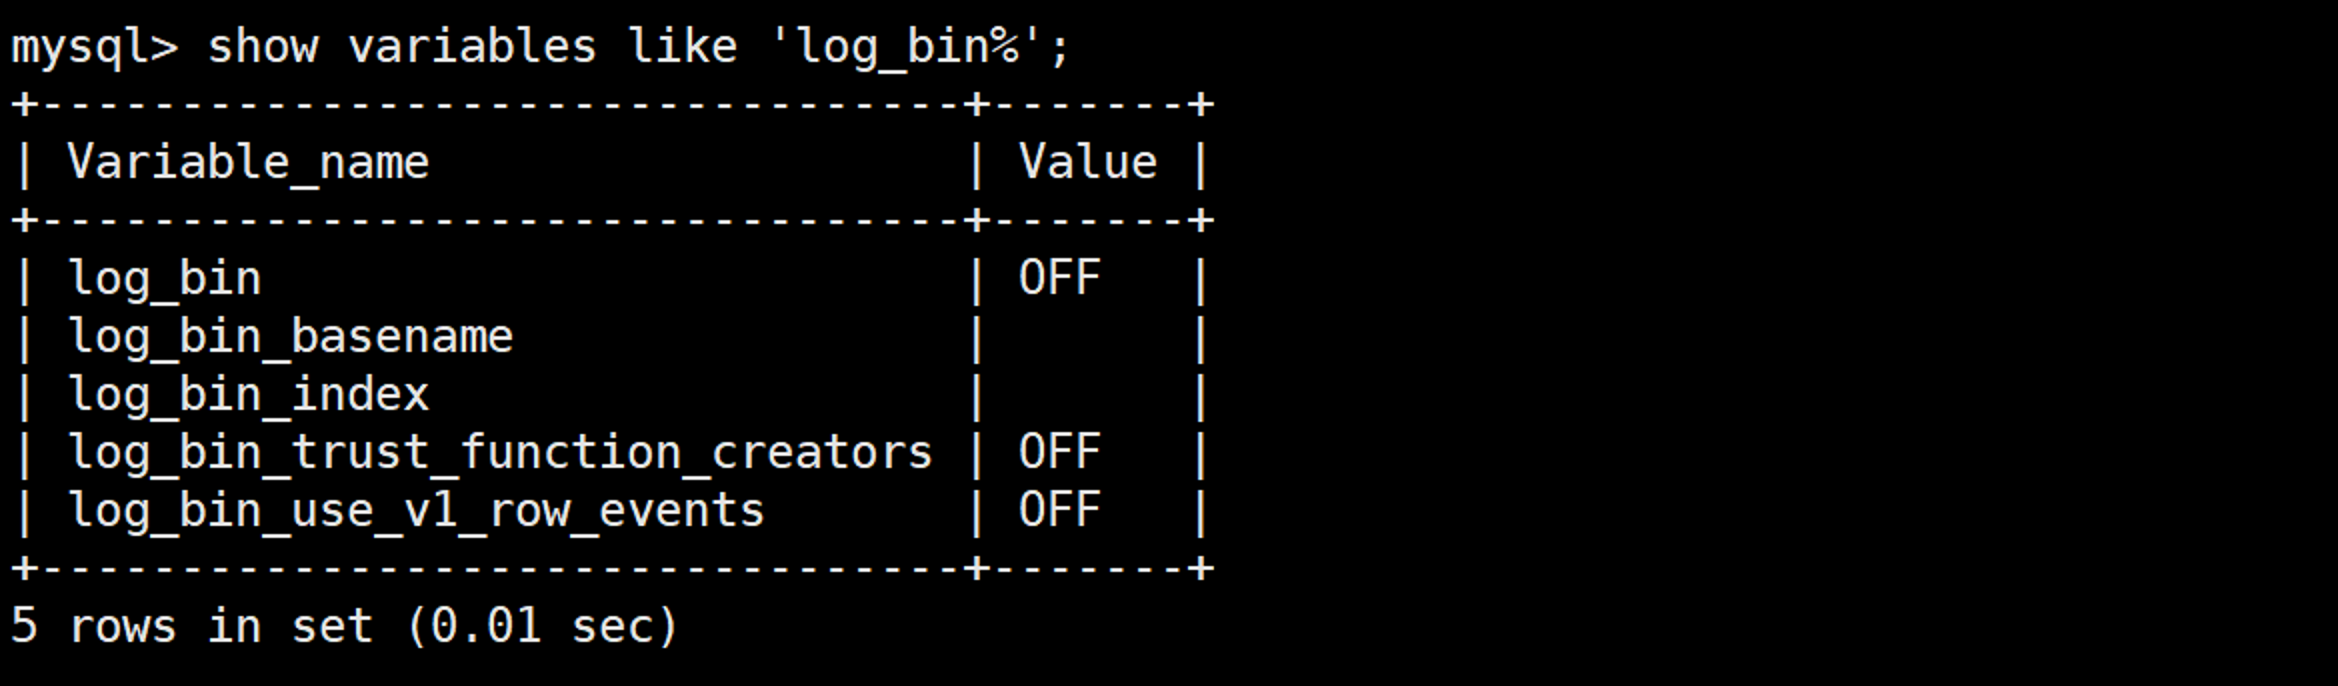 mysql> show variables like 'log_bin%';
+---------------------------------+-------+
| Variable_name                   | Value |
+---------------------------------+-------+
| log_bin                         | OFF   |
| log_bin_basename                |       |
| log_bin_index                   |       |
| log_bin_trust_function_creators | OFF   |
| log_bin_use_v1_row_events       | OFF   |
+---------------------------------+-------+
5 rows in set (0.01 sec)